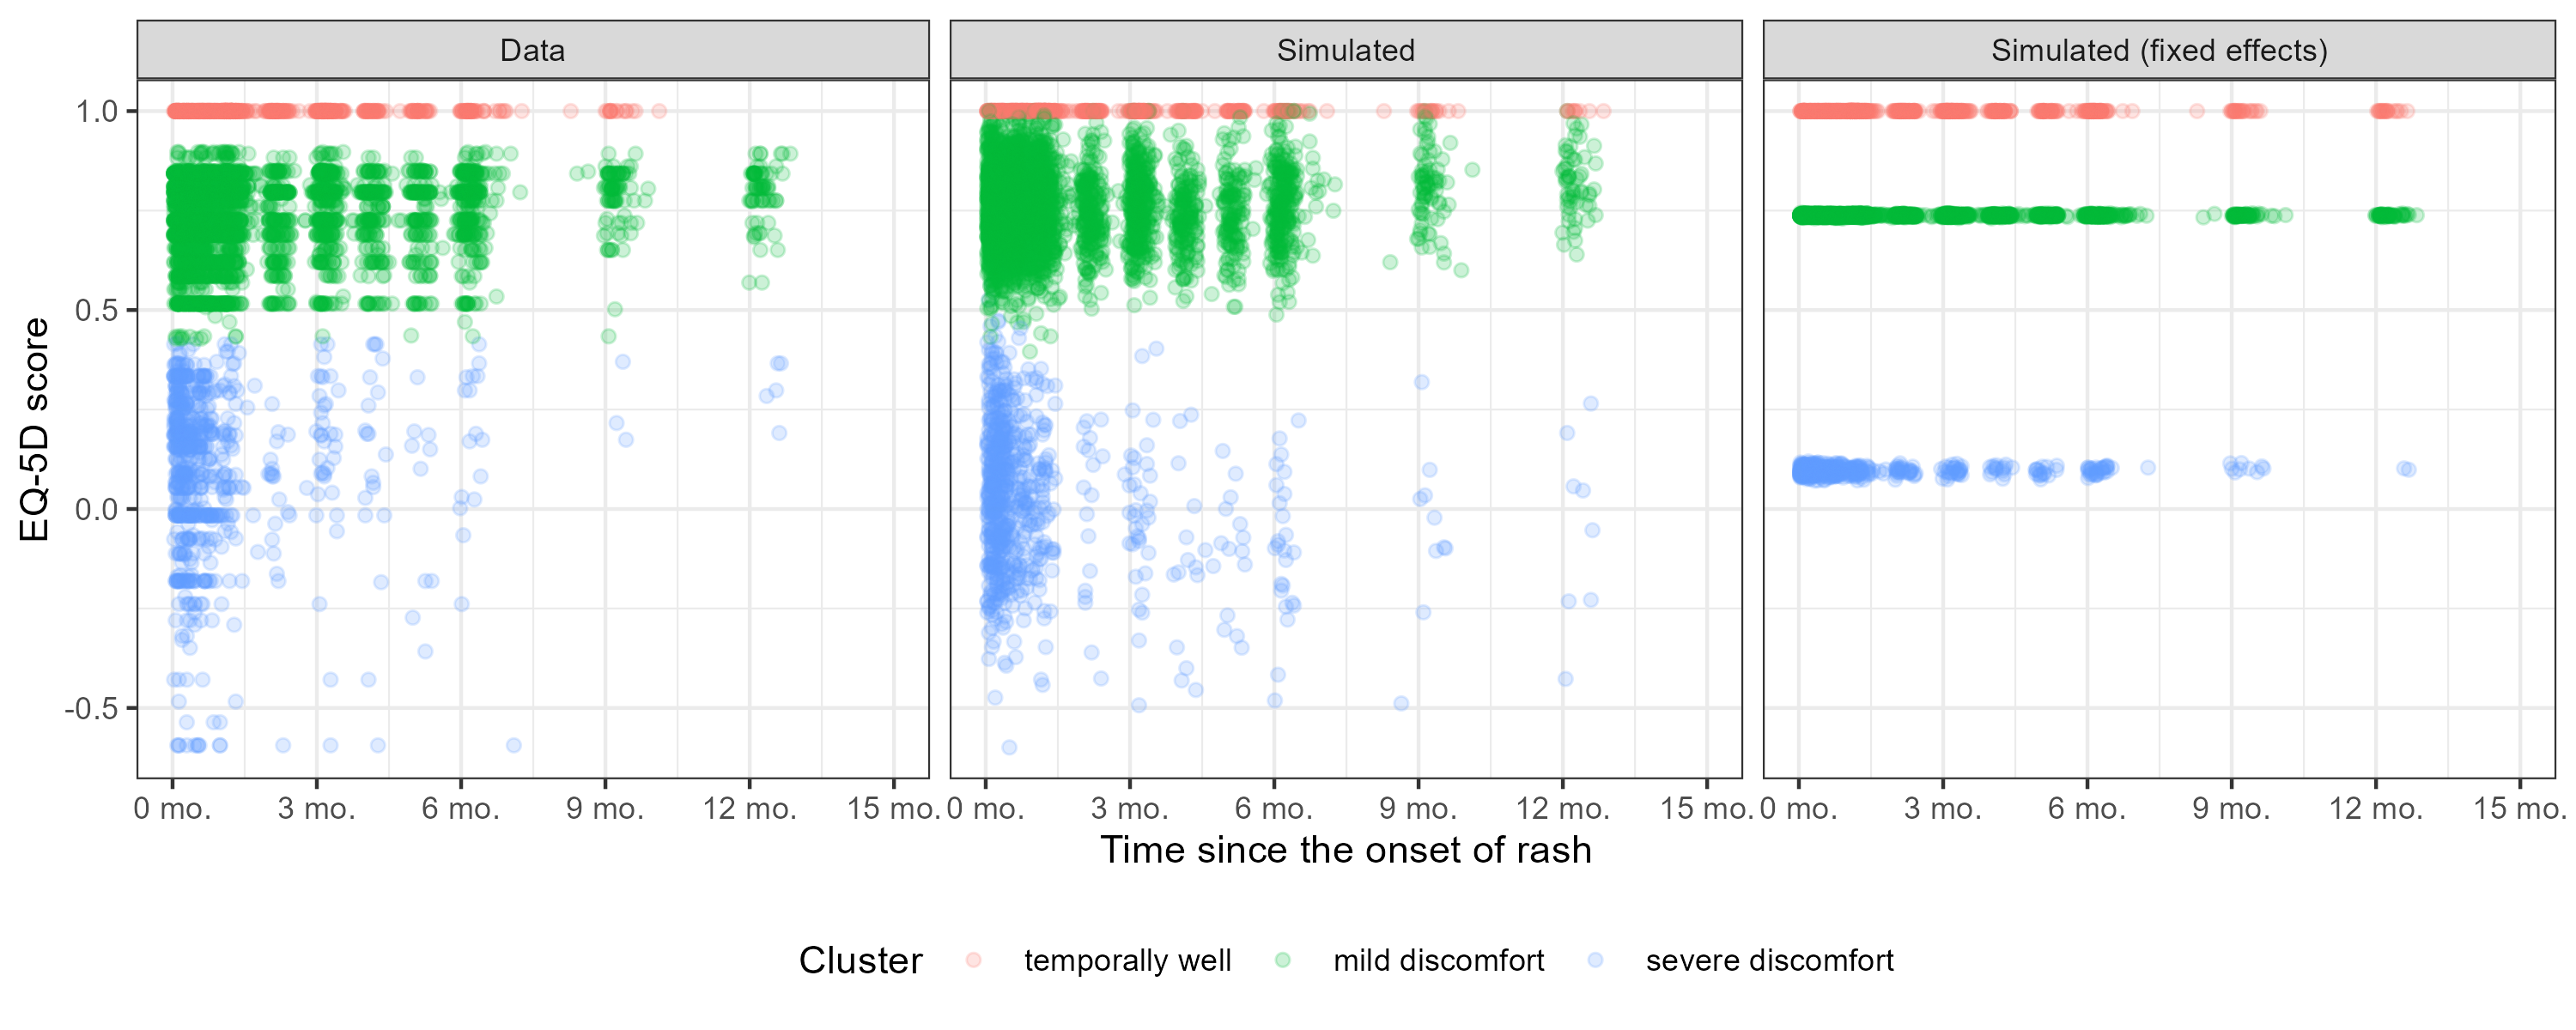 Data Simulated Simulated (fixed effects)
1.0
0.5
0.0
-0.5
EQ-5D score
0 mo. 3 mo. 6 mo. 9 mo. 12 mo. 15 mo. 0 mo. 3 mo. 6 mo. 9 mo. 12 mo. 15 mo. 0 mo. 3 mo. 6 mo. 9 mo. 12 mo. 15 mo.
Time since the onset of rash
Cluster temporally well mild discomfort severe discomfort